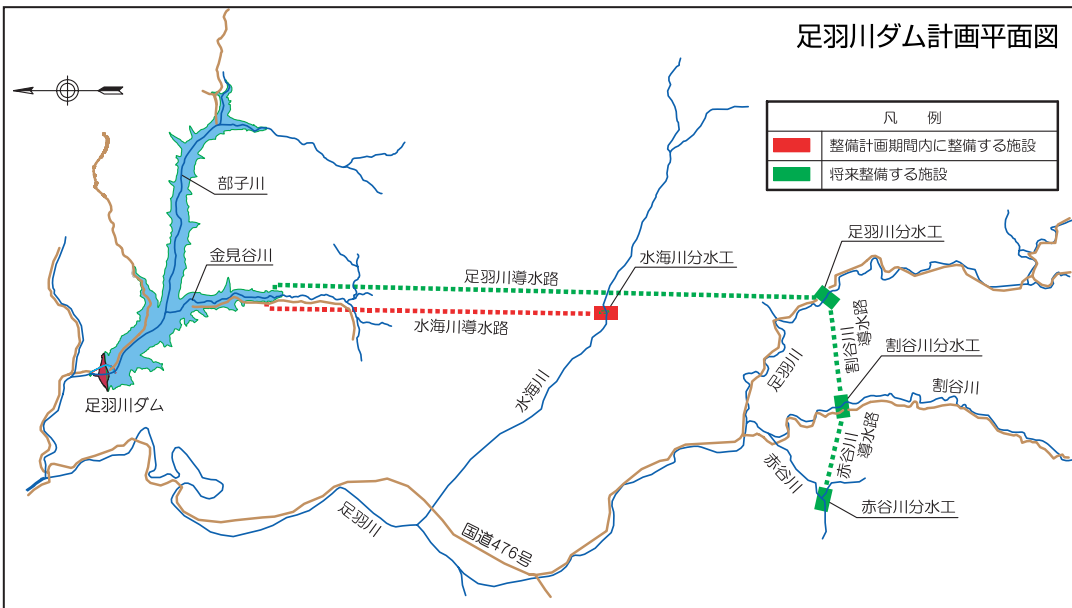 足羽川ダム計画平面図
凡 例
整備計画期間内に整備する施設
将来整備する施設
部子川
金見谷川
足羽川ダム
足羽川導水路
水海川導水路
水海川分水工
水海川
足羽川分水工
割谷川
導水路
割谷川分水工
割谷川
足羽川
赤谷川
導水路
赤谷川
赤谷川分水工
足羽川
国道476号